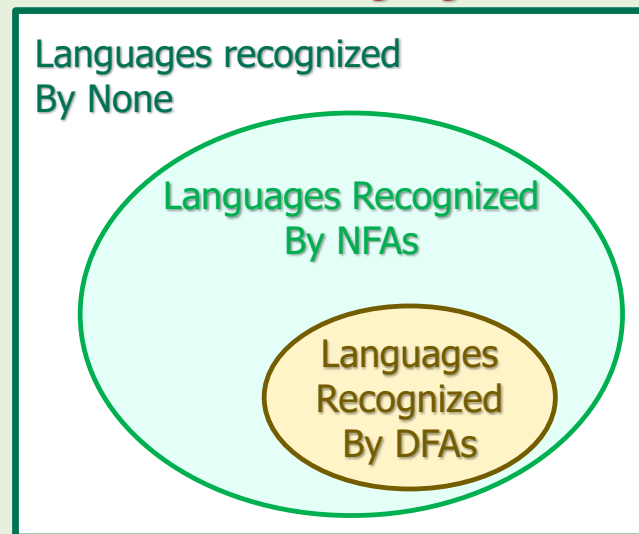 Languages recognized
By None
Languages Recognized
By NFAs
Languages
Recognized
By DFAs